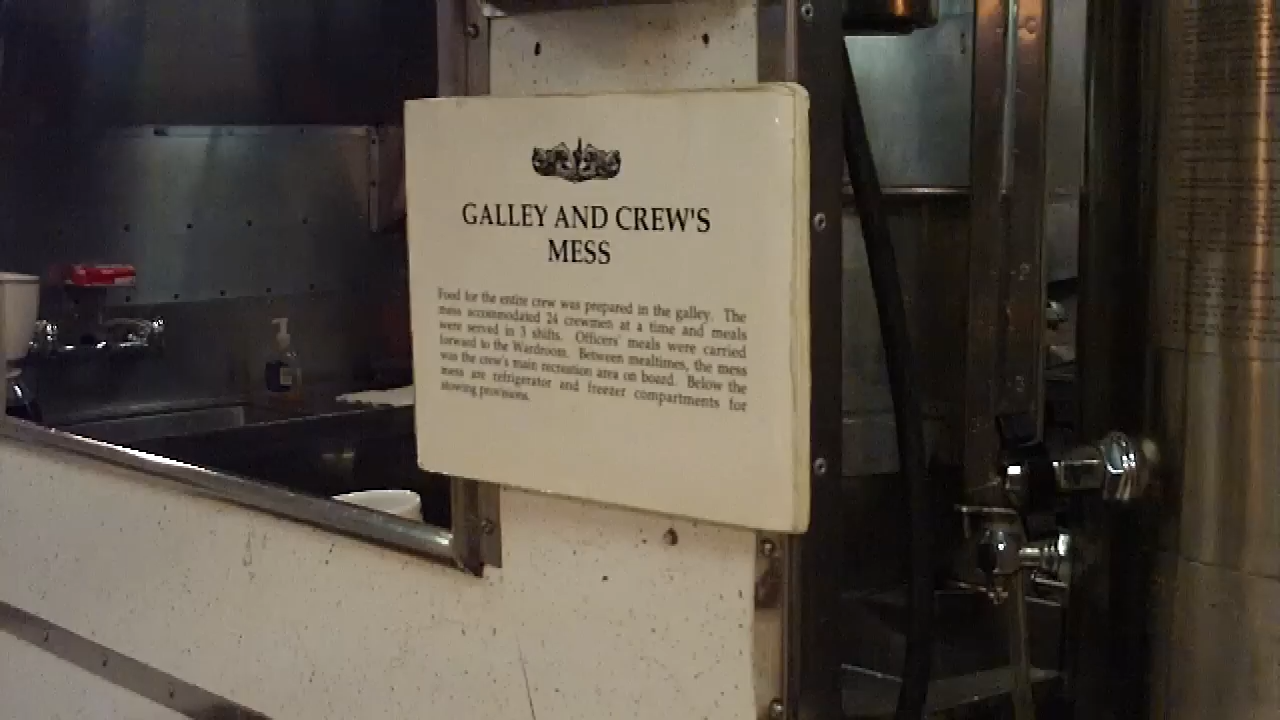 GALLEY AND CREW'S
MESS
Food for the entire crew was prepared in the galley. The
mess accommodated 24 crewmen at a time and meals
were served in 3 shifts. Officers' meals were carried
forward to the Wardroom. Between mealtimes, the mess
was the crew's main recreation area on board. Below the
mess are refrigerator and freezer compartments for
stowing provisions.